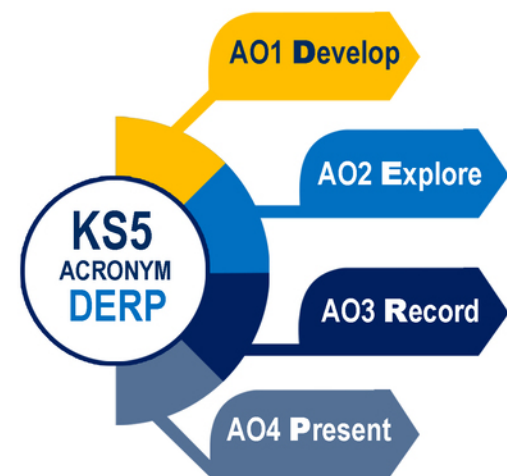 AO1 Develop
AO2 Explore
KS5
ACRONYM
DERP
AO3 Record
AO4 Present